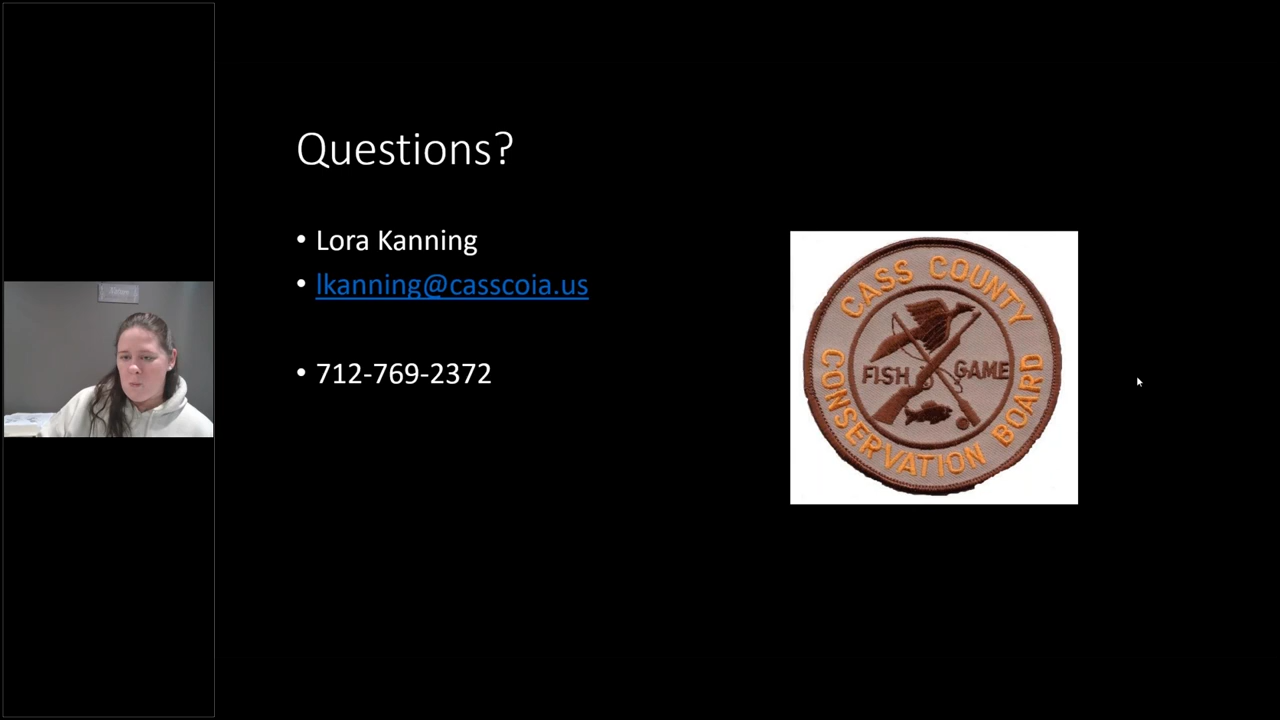 Questions?
• Lora Kanning
• lkanning@casscoia.us
• 712-769-2372
CASS COUNTY
FISH GAME
CONSERVATION BOARD